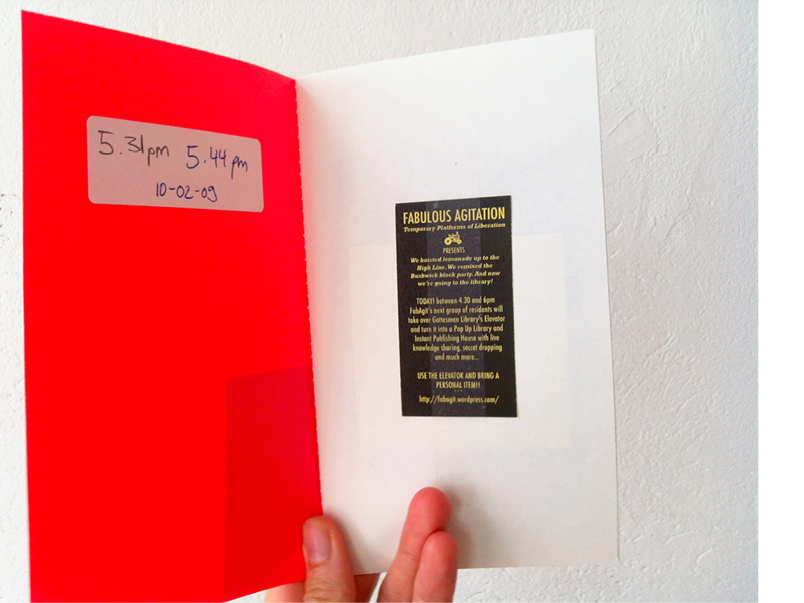 5.31pm 5.44pm
10-02-09
FABULOUS AGITATION
Temporary Platforms of Liberation
PRESENTS
We hoisted lemonade up to the
High Line. We remixed the
Bushwick block party. And now
we're going to the library!
TODAY! between 4.30 and 6pm
FabAgit's next group of residents will
take over Gottesman Library's Elevator
and turn it into a Pop Up Library and
Instant Publishing House with live
knowledge sharing, secret dropping
and much more...
USE THE ELEVATOR AND BRING A
PERSONAL ITEM!!
http://fabagit.wordpress.com/